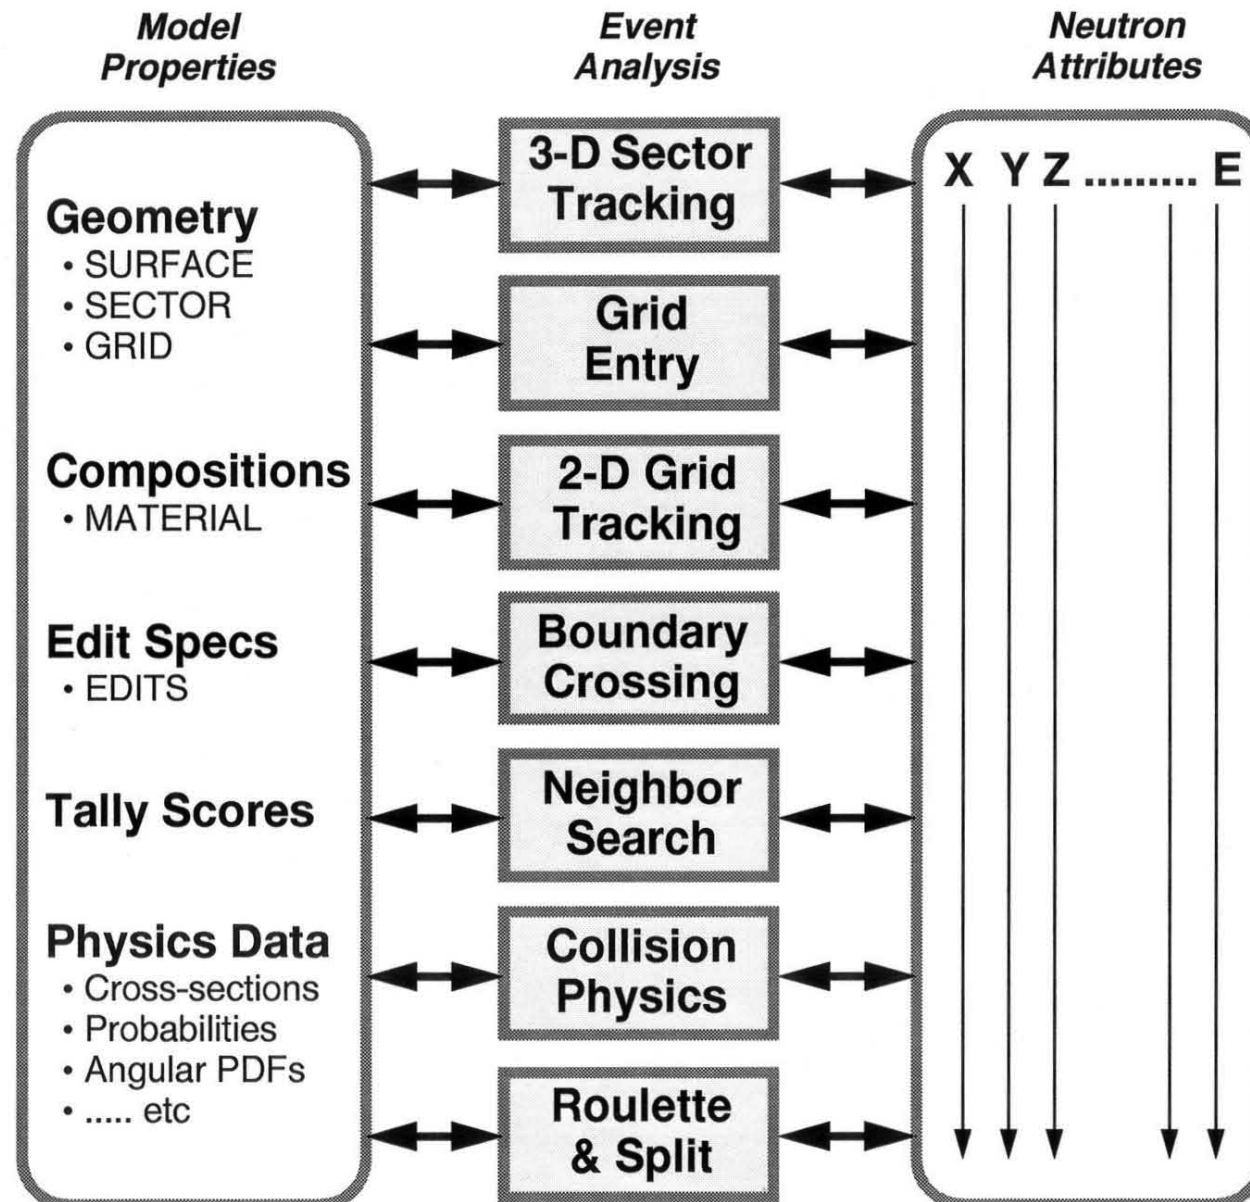 Model
Properties
Event
Analysis
Neutron
Attributes
Geometry
• SURFACE
• SECTOR
• GRID
Compositions
• MATERIAL
Edit Specs
• EDITS
Tally Scores
Physics Data
• Cross-sections
• Probabilities
• Angular PDFs
• ..... etc
3-D Sector
Tracking
Grid
Entry
2-D Grid
Tracking
Boundary
Crossing
Neighbor
Search
Collision
Physics
Roulette
& Split
X Y Z ......... E